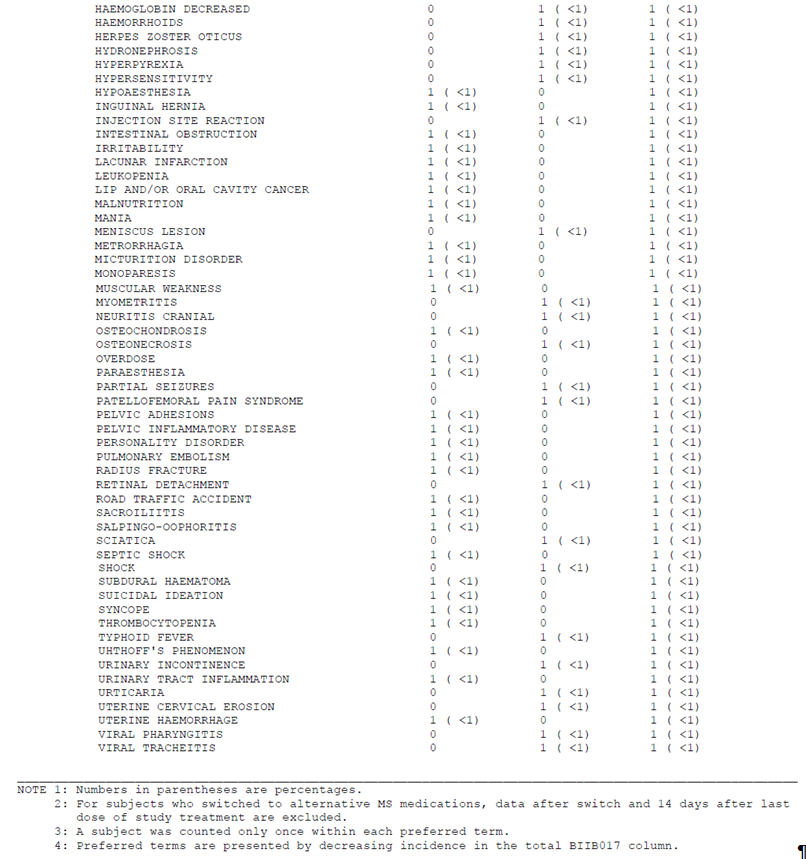 HAEMOGLOBIN DECREASED 0 1 ( <1) 1 ( <1)
HAEMORRHOIDS 0 1 ( <1) 1 ( <1)
HERPES ZOSTER OTICUS 0 1 ( <1) 1 ( <1)
HYDRONEPHROSIS 0 1 ( <1) 1 ( <1)
HYPERPYREXIA 0 1 ( <1) 1 ( <1)
HYPERSENSITIVITY 0 1 ( <1) 1 ( <1)
HYPOAESTHESIA 1 ( <1) 0 1 ( <1)
INGUINAL HERNIA 1 ( <1) 0 1 ( <1)
INJECTION SITE REACTION 0 1 ( <1) 1 ( <1)
INTESTINAL OBSTRUCTION 1 ( <1) 0 1 ( <1)
IRRITABILITY 1 ( <1) 0 1 ( <1)
LACUNAR INFARCTION 1 ( <1) 0 1 ( <1)
LEUKOPENIA 1 ( <1) 0 1 ( <1)
LIP AND/OR ORAL CAVITY CANCER 1 ( <1) 0 1 ( <1)
MALNUTRITION 1 ( <1) 0 1 ( <1)
MANIA 1 ( <1) 0 1 ( <1)
MENISCUS LESION 0 1 ( <1) 1 ( <1)
METRORRHAGIA 1 ( <1) 0 1 ( <1)
MICTURITION DISORDER 1 ( <1) 0 1 ( <1)
MONOPARESIS 1 ( <1) 0 1 ( <1)
MUSCULAR WEAKNESS 1 ( <1) 0 1 ( <1)
MYOMETRITIS 0 1 ( <1) 1 ( <1)
NEURITIS CRANIAL 0 1 ( <1) 1 ( <1)
OSTEOCHONDROSIS 1 ( <1) 0 1 ( <1)
OSTEONECROSIS 0 1 ( <1) 1 ( <1)
OVERDOSE 1 ( <1) 0 1 ( <1)
PARAESTHESIA 1 ( <1) 0 1 ( <1)
PARTIAL SEIZURES 0 1 ( <1) 1 ( <1)
PATELLOFEMORAL PAIN SYNDROME 0 1 ( <1) 1 ( <1)
PELVIC ADHESIONS 1 ( <1) 0 1 ( <1)
PELVIC INFLAMMATORY DISEASE 1 ( <1) 0 1 ( <1)
PERSONALITY DISORDER 1 ( <1) 0 1 ( <1)
PULMONARY EMBOLISM 1 ( <1) 0 1 ( <1)
RADIUS FRACTURE 1 ( <1) 0 1 ( <1)
RETINAL DETACHMENT 0 1 ( <1) 1 ( <1)
ROAD TRAFFIC ACCIDENT 1 ( <1) 0 1 ( <1)
SACROILIITIS 1 ( <1) 0 1 ( <1)
SALPINGO-OOPHORITIS 1 ( <1) 0 1 ( <1)
SCIATICA 0 1 ( <1) 1 ( <1)
SEPTIC SHOCK 1 ( <1) 0 1 ( <1)
SHOCK 0 1 ( <1) 1 ( <1)
SUBDURAL HAEMATOMA 1 ( <1) 0 1 ( <1)
SUICIDAL IDEATION 1 ( <1) 0 1 ( <1)
SYNCOPE 1 ( <1) 0 1 ( <1)
THROMBOCYTOPENIA 1 ( <1) 0 1 ( <1)
TYPHOID FEVER 0 1 ( <1) 1 ( <1)
UHTHOFF'S PHENOMENON 1 ( <1) 0 1 ( <1)
URINARY INCONTINENCE 0 1 ( <1) 1 ( <1)
URINARY TRACT INFLAMMATION 1 ( <1) 0 1 ( <1)
URTICARIA 0 1 ( <1) 1 ( <1)
UTERINE CERVICAL EROSION 0 1 ( <1) 1 ( <1)
UTERINE HAEMORRHAGE 1 ( <1) 0 1 ( <1)
VIRAL PHARYNGITIS 0 1 ( <1) 1 ( <1)
VIRAL TRACHEITIS 0 1 ( <1) 1 ( <1)
NOTE 1: Numbers in parentheses are percentages.
2: For subjects who switched to alternative MS medications, data after switch and 14 days after last
dose of study treatment are excluded.
3: A subject was counted only once within each preferred term.
4: Preferred terms are presented by decreasing incidence in the total BIIB017 column. ¶